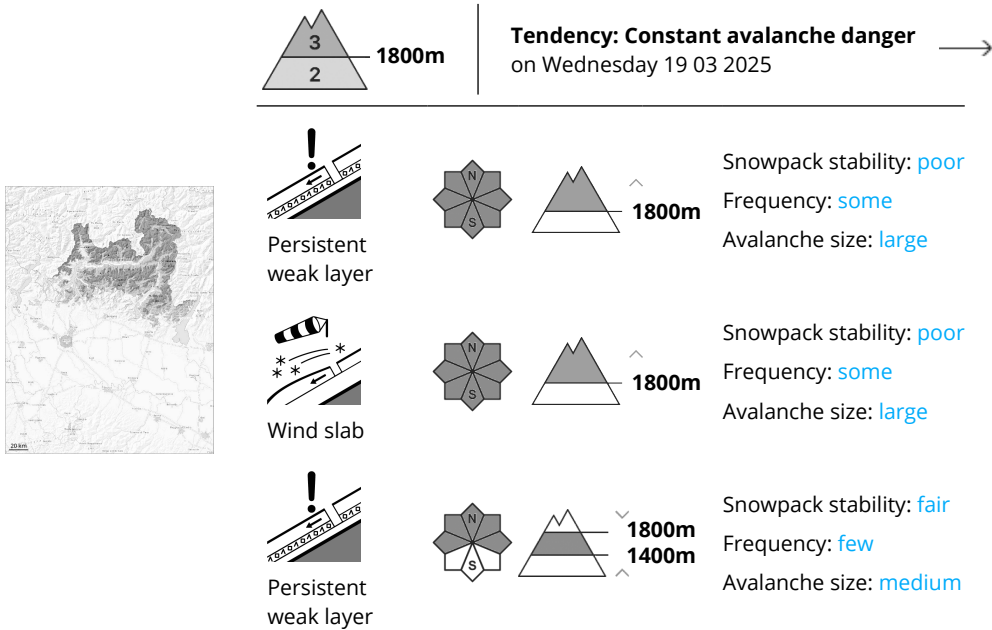 3
2
1800m
Tendency: Constant avalanche danger
on Wednesday 19 03 2025
20 km
N
S
1800m
Persistent
weak layer
Snowpack stability: poor
Frequency: some
Avalanche size: large
N
S
1800m
Wind slab
Snowpack stability: poor
Frequency: some
Avalanche size: large
N
S
1800m
1400m
Persistent
weak layer
Snowpack stability: fair
Frequency: few
Avalanche size: medium